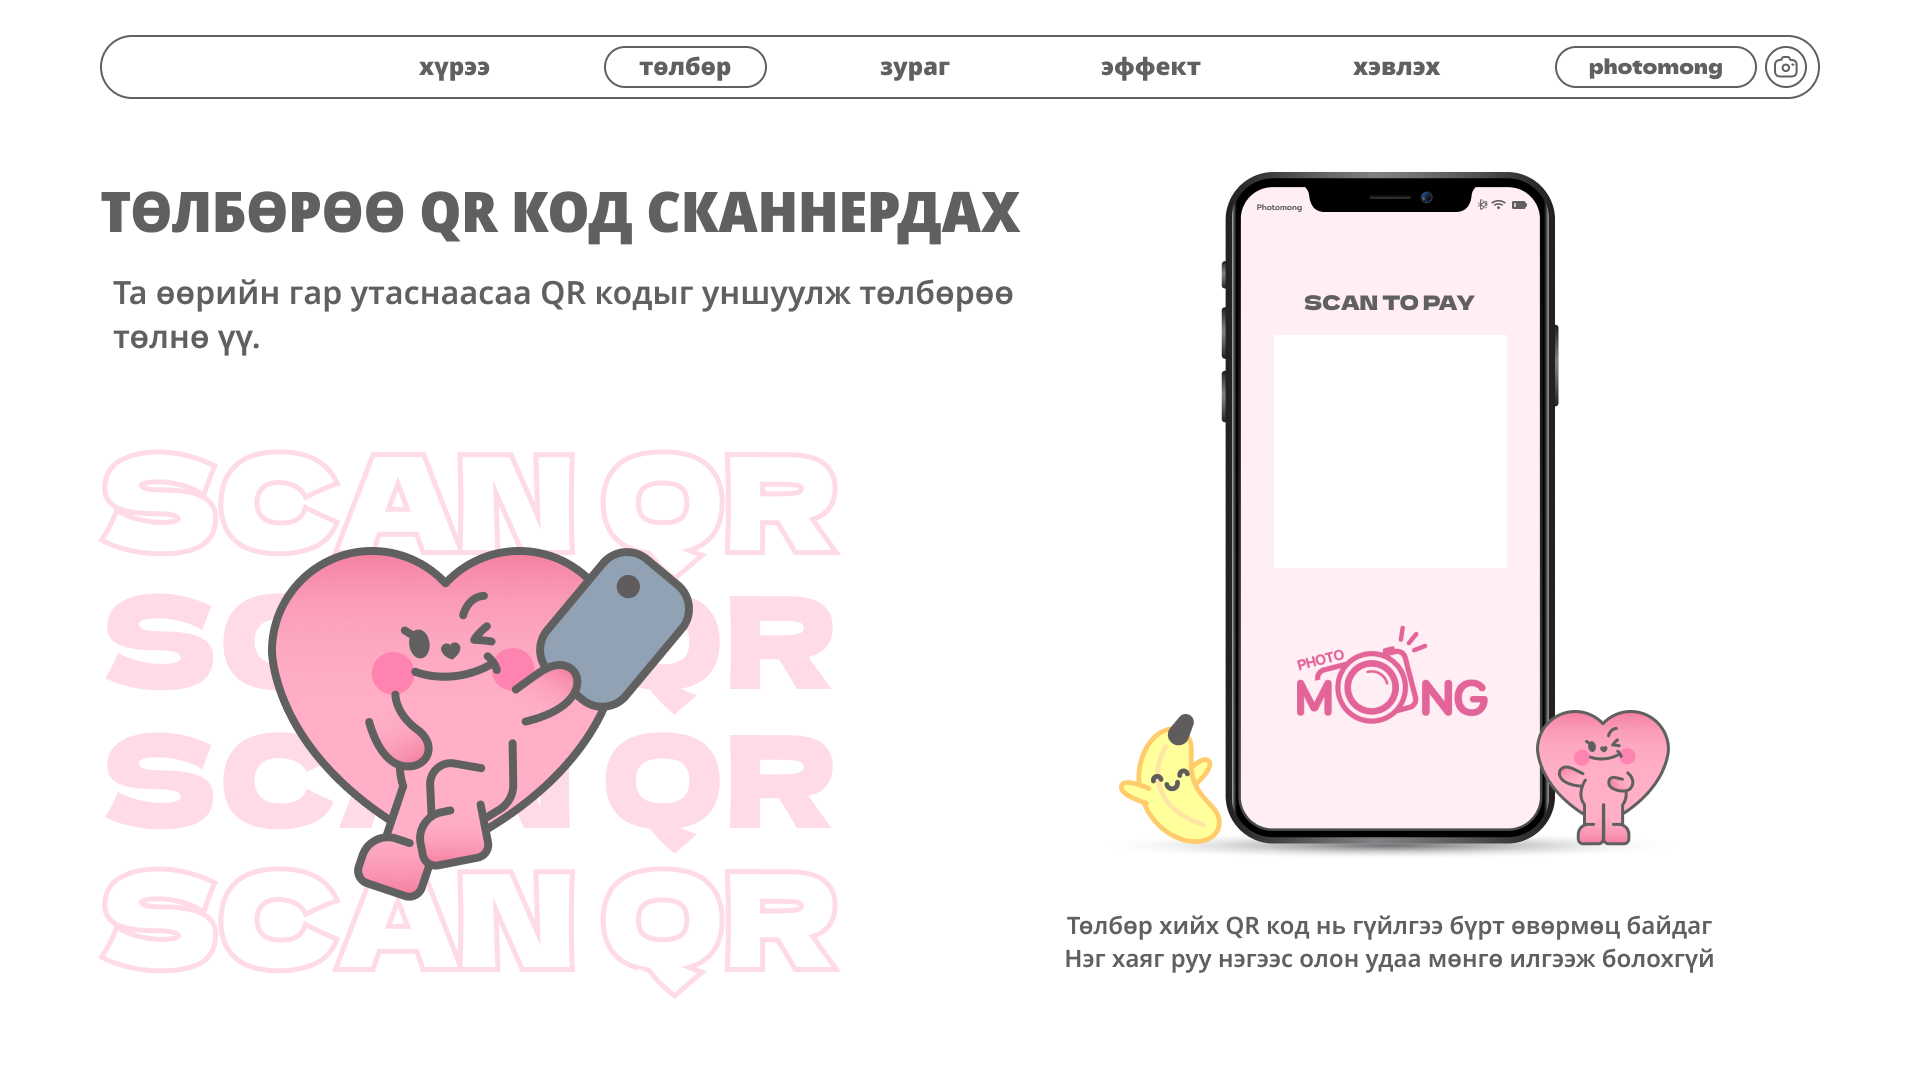 хүрээ
төлбөр
зураг
эффект
хэвлэх
photomong
ТӨЛБӨРӨӨ QR КОД СКАННЕРДАХ
Та өөрийн гар утаснаасаа QR кодыг уншуулж төлбөрөө
төлнө үү.
SCAN QR
SCAN QR
SCAN QR
SCAN QR
Photomong
SCAN TO PAY
PHOTO
MONG
Төлбөр хийх QR код нь гүйлгээ бүрт өвөрмөц байдаг
Нэг хаяг руу нэгээс олон удаа мөнгө илгээж болохгүй